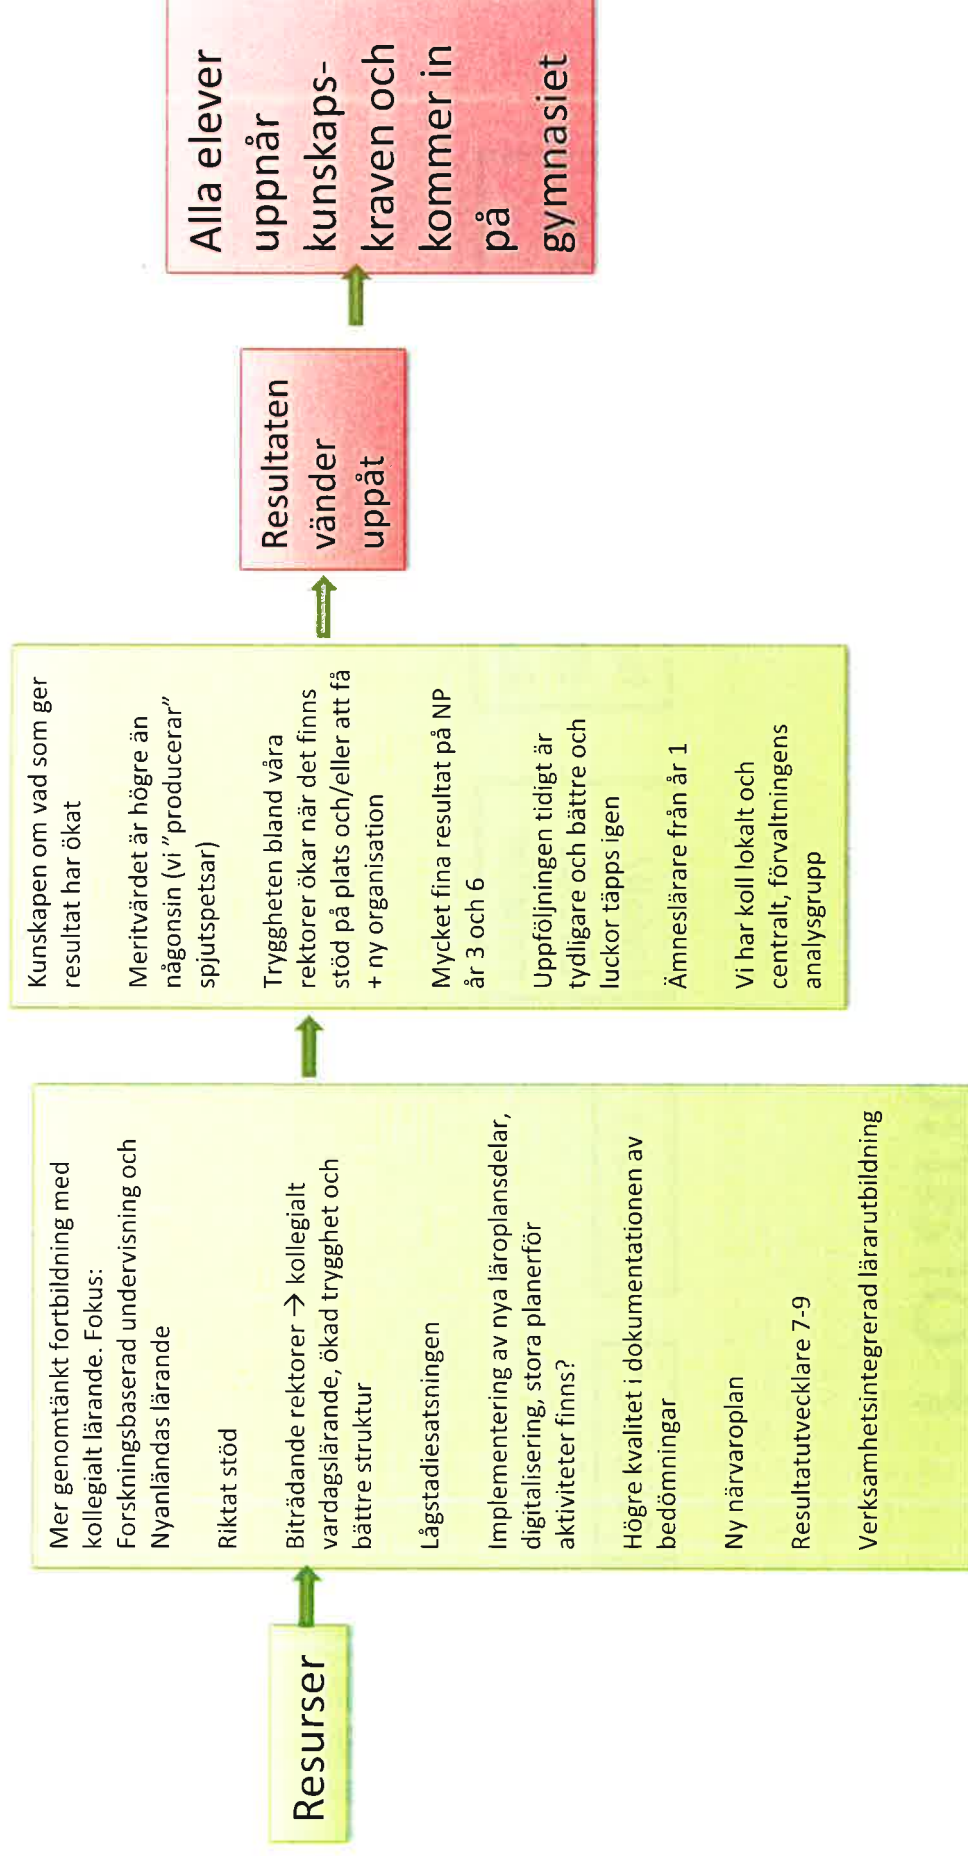 Resurser
Mer genomtänkt fortbildning med
kollegialt lärande. Fokus:
Forskningsbaserad undervisning och
Nyanländas lärande
Riktat stöd
Biträdande rektorer → kollegialt
vardagslärande, ökad trygghet och
bättre struktur
Lågstadiesatsningen
Implementering av nya läroplansdelar,
digitalisering, stora planerför
aktiviteter finns?
Högre kvalitet i dokumentationen av
bedömningar
Ny närvaroplan
Resultatutvecklare 7-9
Verksamhetsintegrerad lärarutbildning
Kunskapen om vad som ger
resultat har ökat
Meritvärdet är högre än
någonsin (vi ”producerar”
spjutspetsar)
Tryggheten bland våra
rektorer ökar när det finns
stöd på plats och/eller att få
+ ny organisation
Mycket fina resultat på NP
år 3 och 6
Uppföljningen tidigt är
tydligare och bättre och
luckor täpps igen
Ämneslärare från år 1
Vi har koll lokalt och
centralt, förvaltningens
analysgrupp
Resultaten
vänder
uppåt
Alla elever
uppnår
kunskaps-
kraven och
kommer in
på
gymnasiet